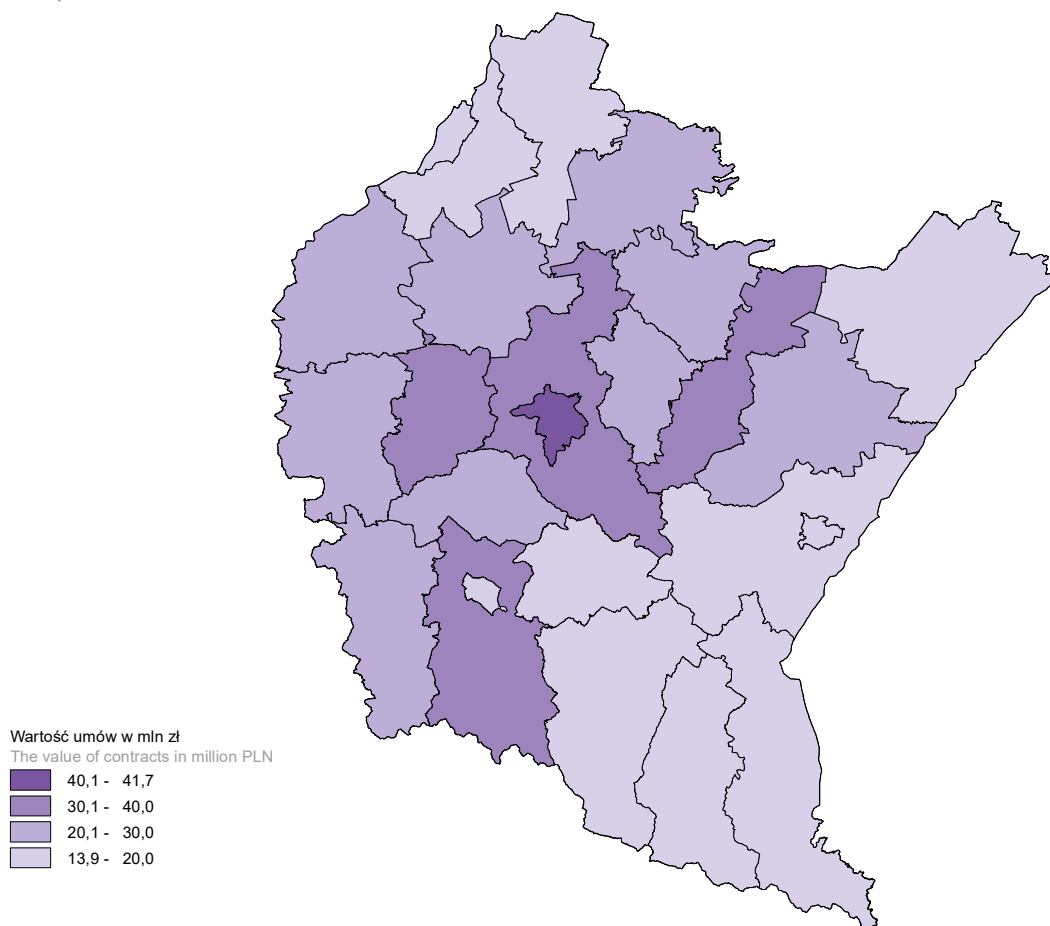 Wartość umów w mln zł
The value of contracts in million PLN
40,1 - 41,7
30,1 - 40,0
20,1 - 30,0
13,9 - 20,0